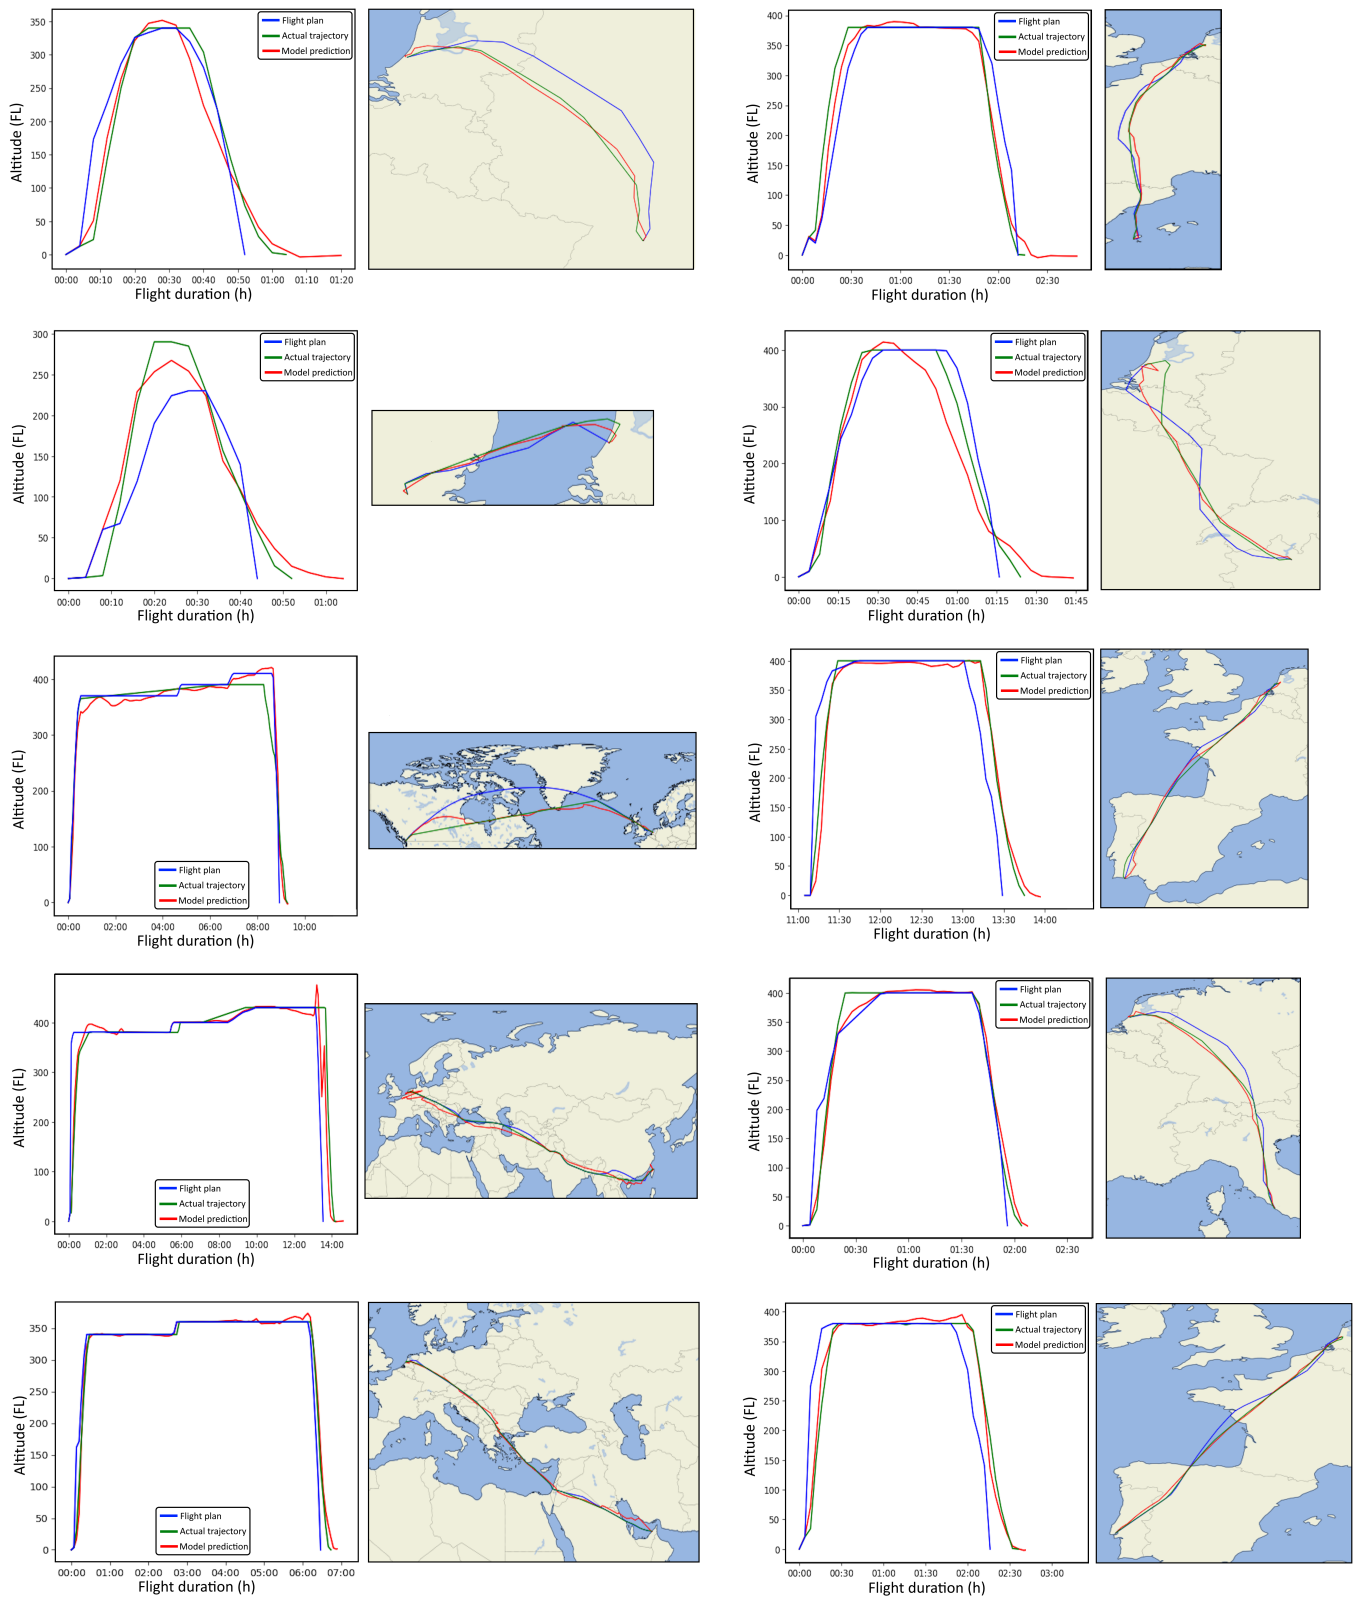 350
300
250
200
150
100
50
0
Altitude (FL)
Flight plan
Actual trajectory
Model prediction
00:00 00:10 00:20 00:30 00:40 00:50 01:00 01:10 01:20
Flight duration (h)
400
350
300
250
200
150
100
50
0
Altitude (FL)
Flight plan
Actual trajectory
Model prediction
00:00 00:30 01:00 01:30 02:00 02:30
Flight duration (h)
300
250
200
150
100
50
0
Altitude (FL)
Flight plan
Actual trajectory
Model prediction
00:00 00:10 00:20 00:30 00:40 00:50 01:00
Flight duration (h)
400
300
200
100
0
Altitude (FL)
Flight plan
Actual trajectory
Model prediction
00:00 00:15 00:30 00:45 01:00 01:15 01:30 01:45
Flight duration (h)
400
300
200
100
0
Altitude (FL)
Flight plan
Actual trajectory
Model prediction
00:00 02:00 04:00 06:00 08:00 10:00
Flight duration (h)
400
350
300
250
200
150
100
50
0
Altitude (FL)
Flight plan
Actual trajectory
Model prediction
11:00 11:30 12:00 12:30 13:00 13:30 14:00
Flight duration (h)
400
300
200
100
0
Altitude (FL)
Flight plan
Actual trajectory
Model prediction
00:00 02:00 04:00 06:00 08:00 10:00 12:00 14:00
Flight duration (h)
400
350
300
250
200
150
100
50
0
Altitude (FL)
Flight plan
Actual trajectory
Model prediction
00:00 00:30 01:00 01:30 02:00 02:30
Flight duration (h)
350
300
250
200
150
100
50
0
Altitude (FL)
Flight plan
Actual trajectory
Model prediction
00:00 01:00 02:00 03:00 04:00 05:00 06:00 07:00
Flight duration (h)
400
350
300
250
200
150
100
50
0
Altitude (FL)
Flight plan
Actual trajectory
Model prediction
00:00 00:30 01:00 01:30 02:00 02:30 03:00
Flight duration (h)